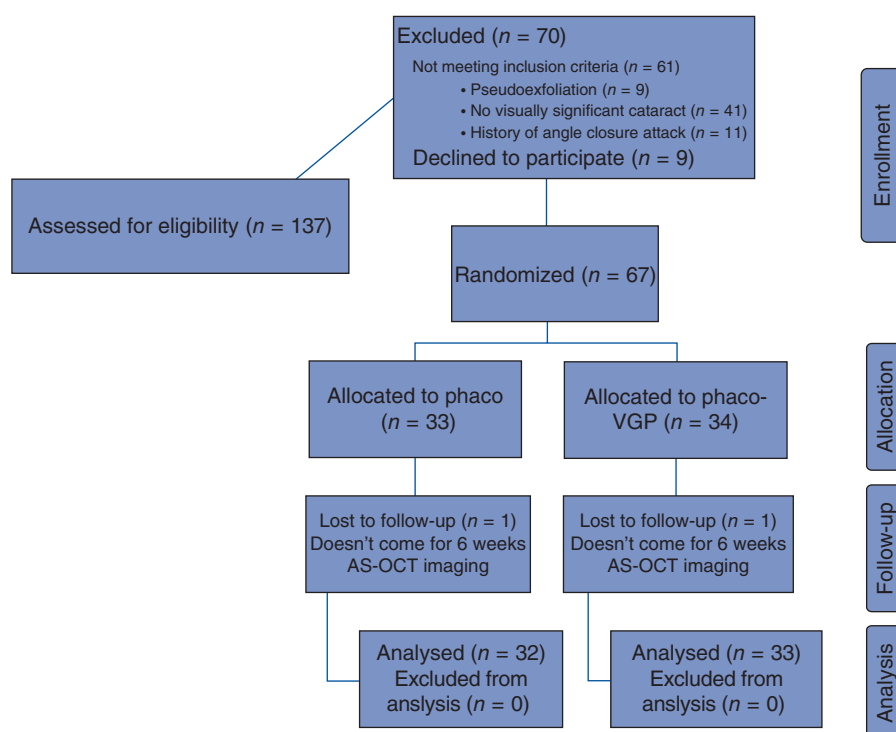 Excluded (n = 70)
Not meeting inclusion criteria (n = 61)
• Pseudoexfoliation (n = 9)
• No visually significant cataract (n = 41)
• History of angle closure attack (n = 11)
Declined to participate (n = 9)
Enrollment
Assessed for eligibility (n = 137)
Randomized (n = 67)
Allocated to phaco
(n = 33)
Allocated to phaco-
VGP (n = 34)
Allocation
Lost to follow-up (n = 1)
Doesn't come for 6 weeks
AS-OCT imaging
Lost to follow-up (n = 1)
Doesn't come for 6 weeks
AS-OCT imaging
Follow-up
Analysed (n = 32)
Excluded from
anslysis (n = 0)
Analysed (n = 33)
Excluded from
anslysis (n = 0)
Analysis